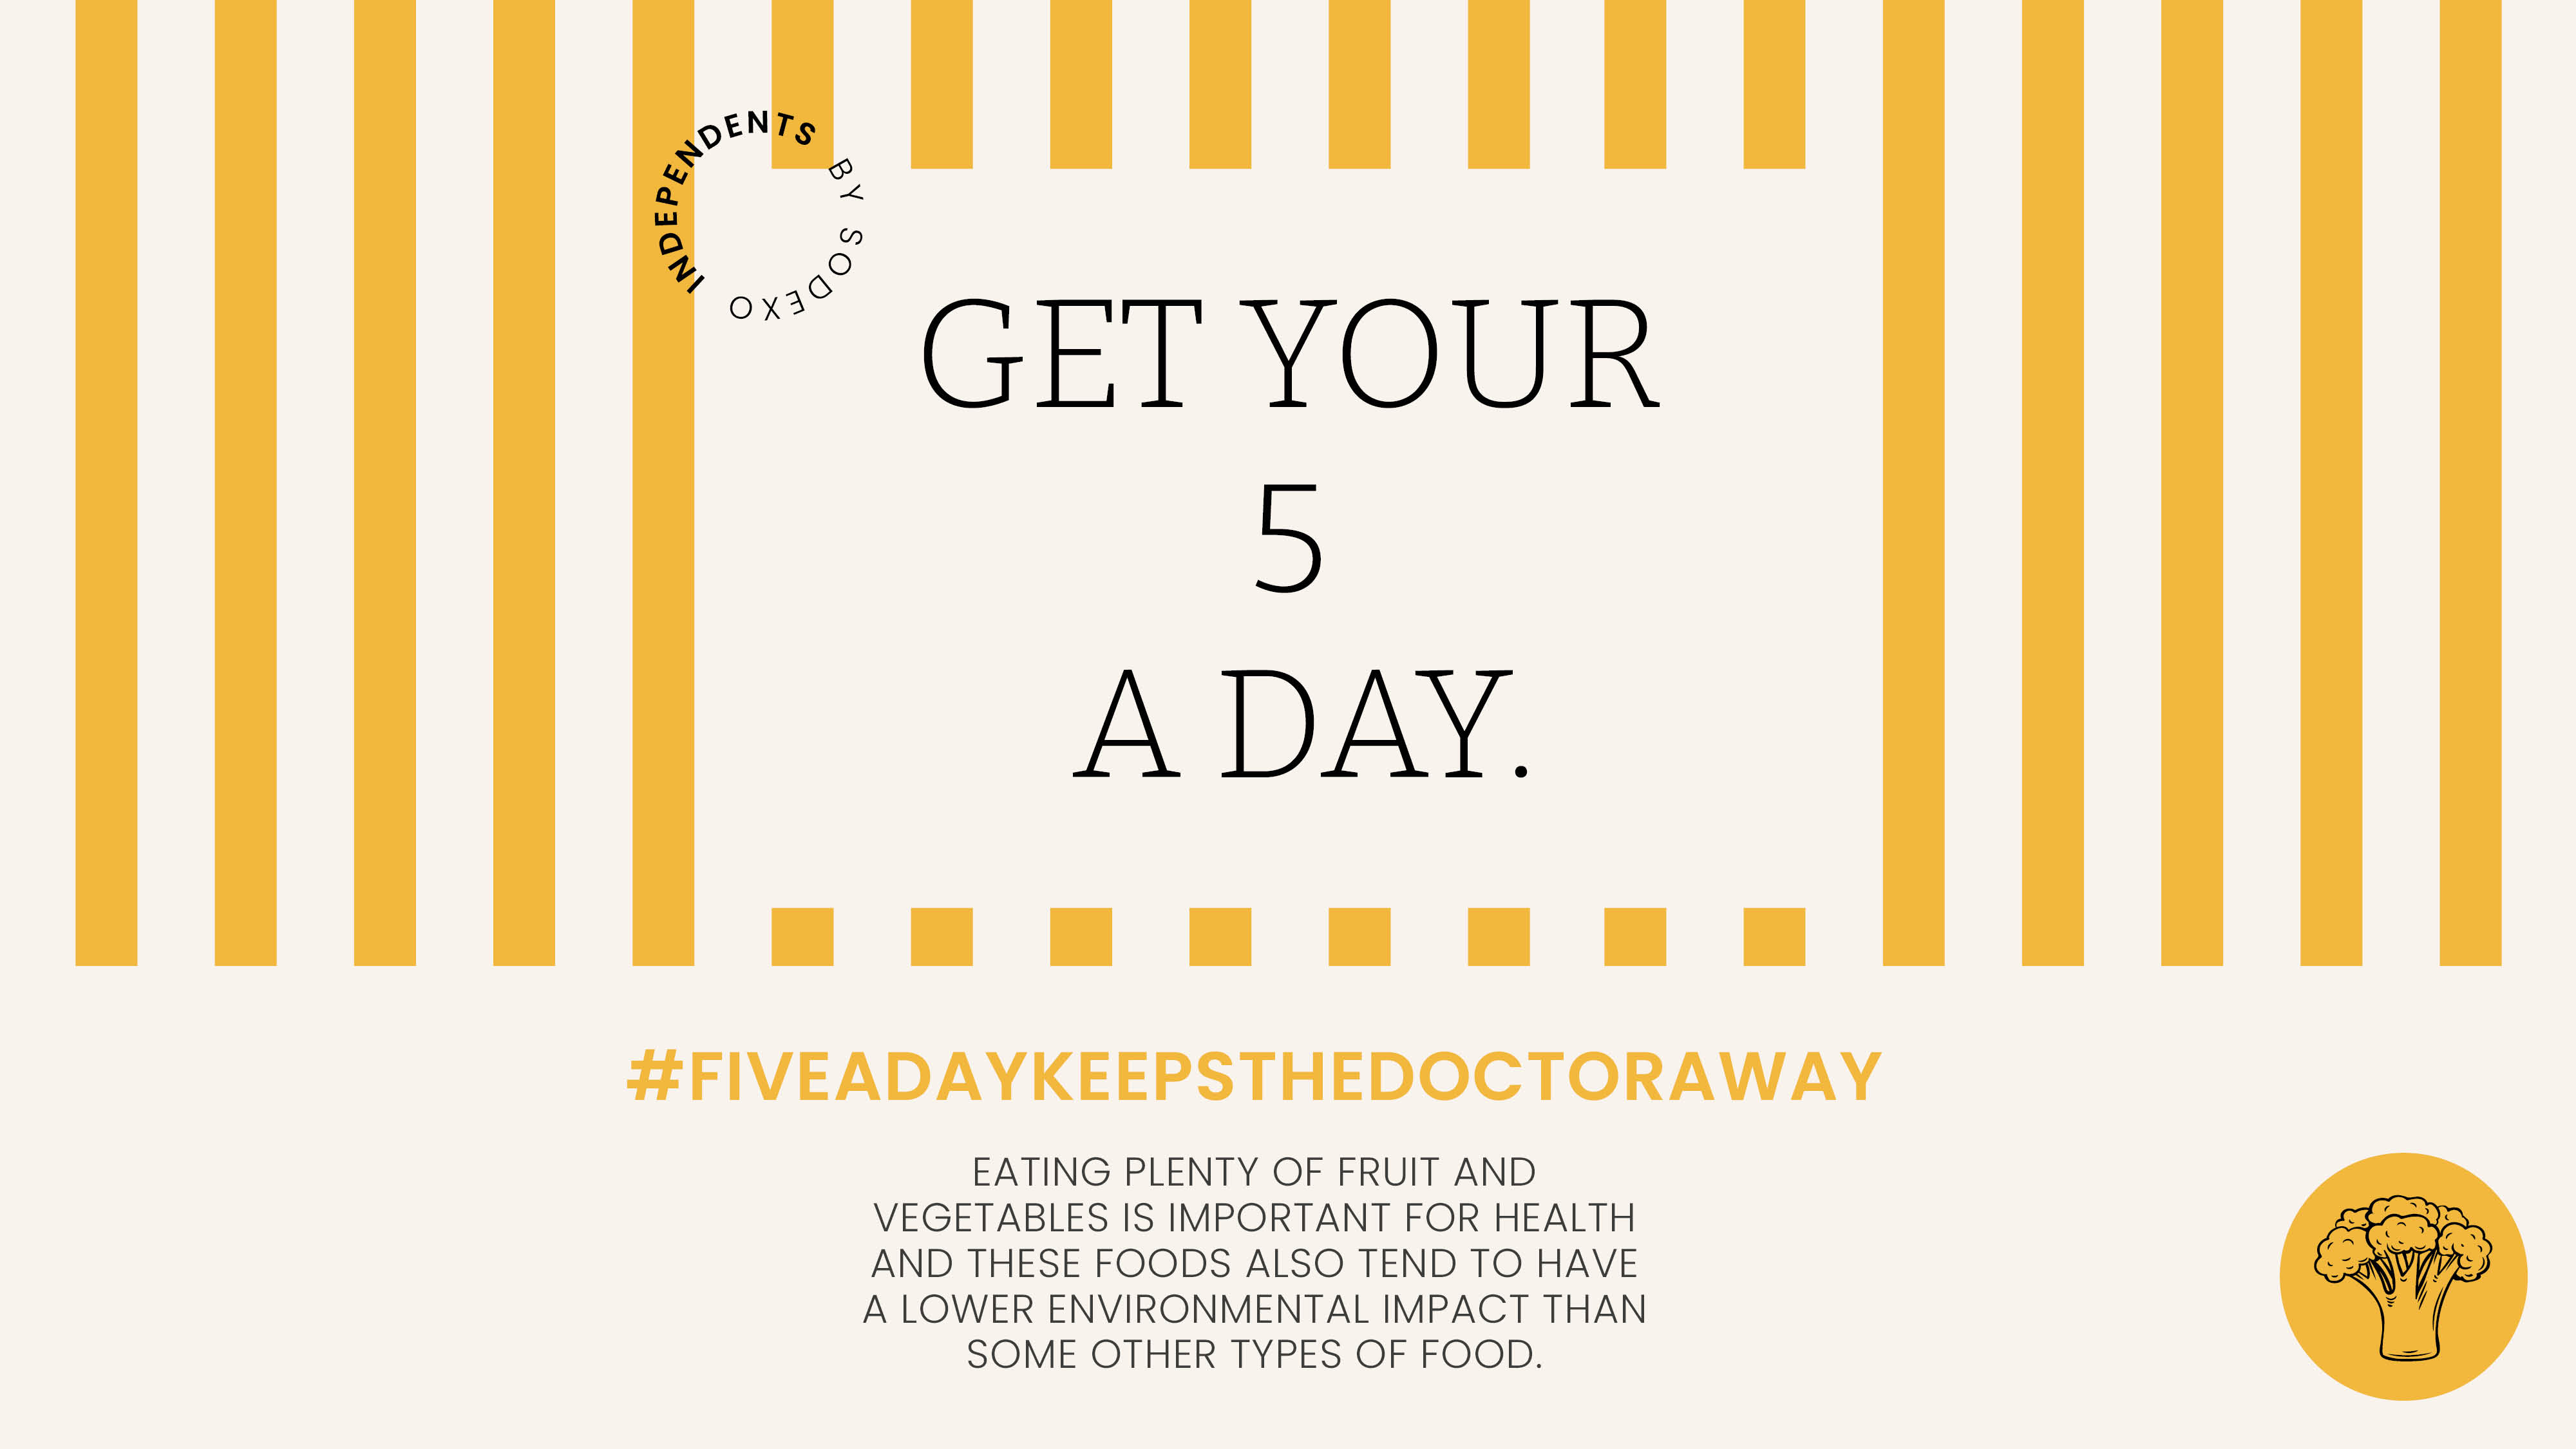 INDEPENDENTS BY SODEXO
GET YOUR
5
A DAY.
#FIVEADAYKEEPSTHEDOCTORAWAY
EATING PLENTY OF FRUIT AND
VEGETABLES IS IMPORTANT FOR HEALTH
AND THESE FOODS ALSO TEND TO HAVE
A LOWER ENVIRONMENTAL IMPACT THAN
SOME OTHER TYPES OF FOOD.